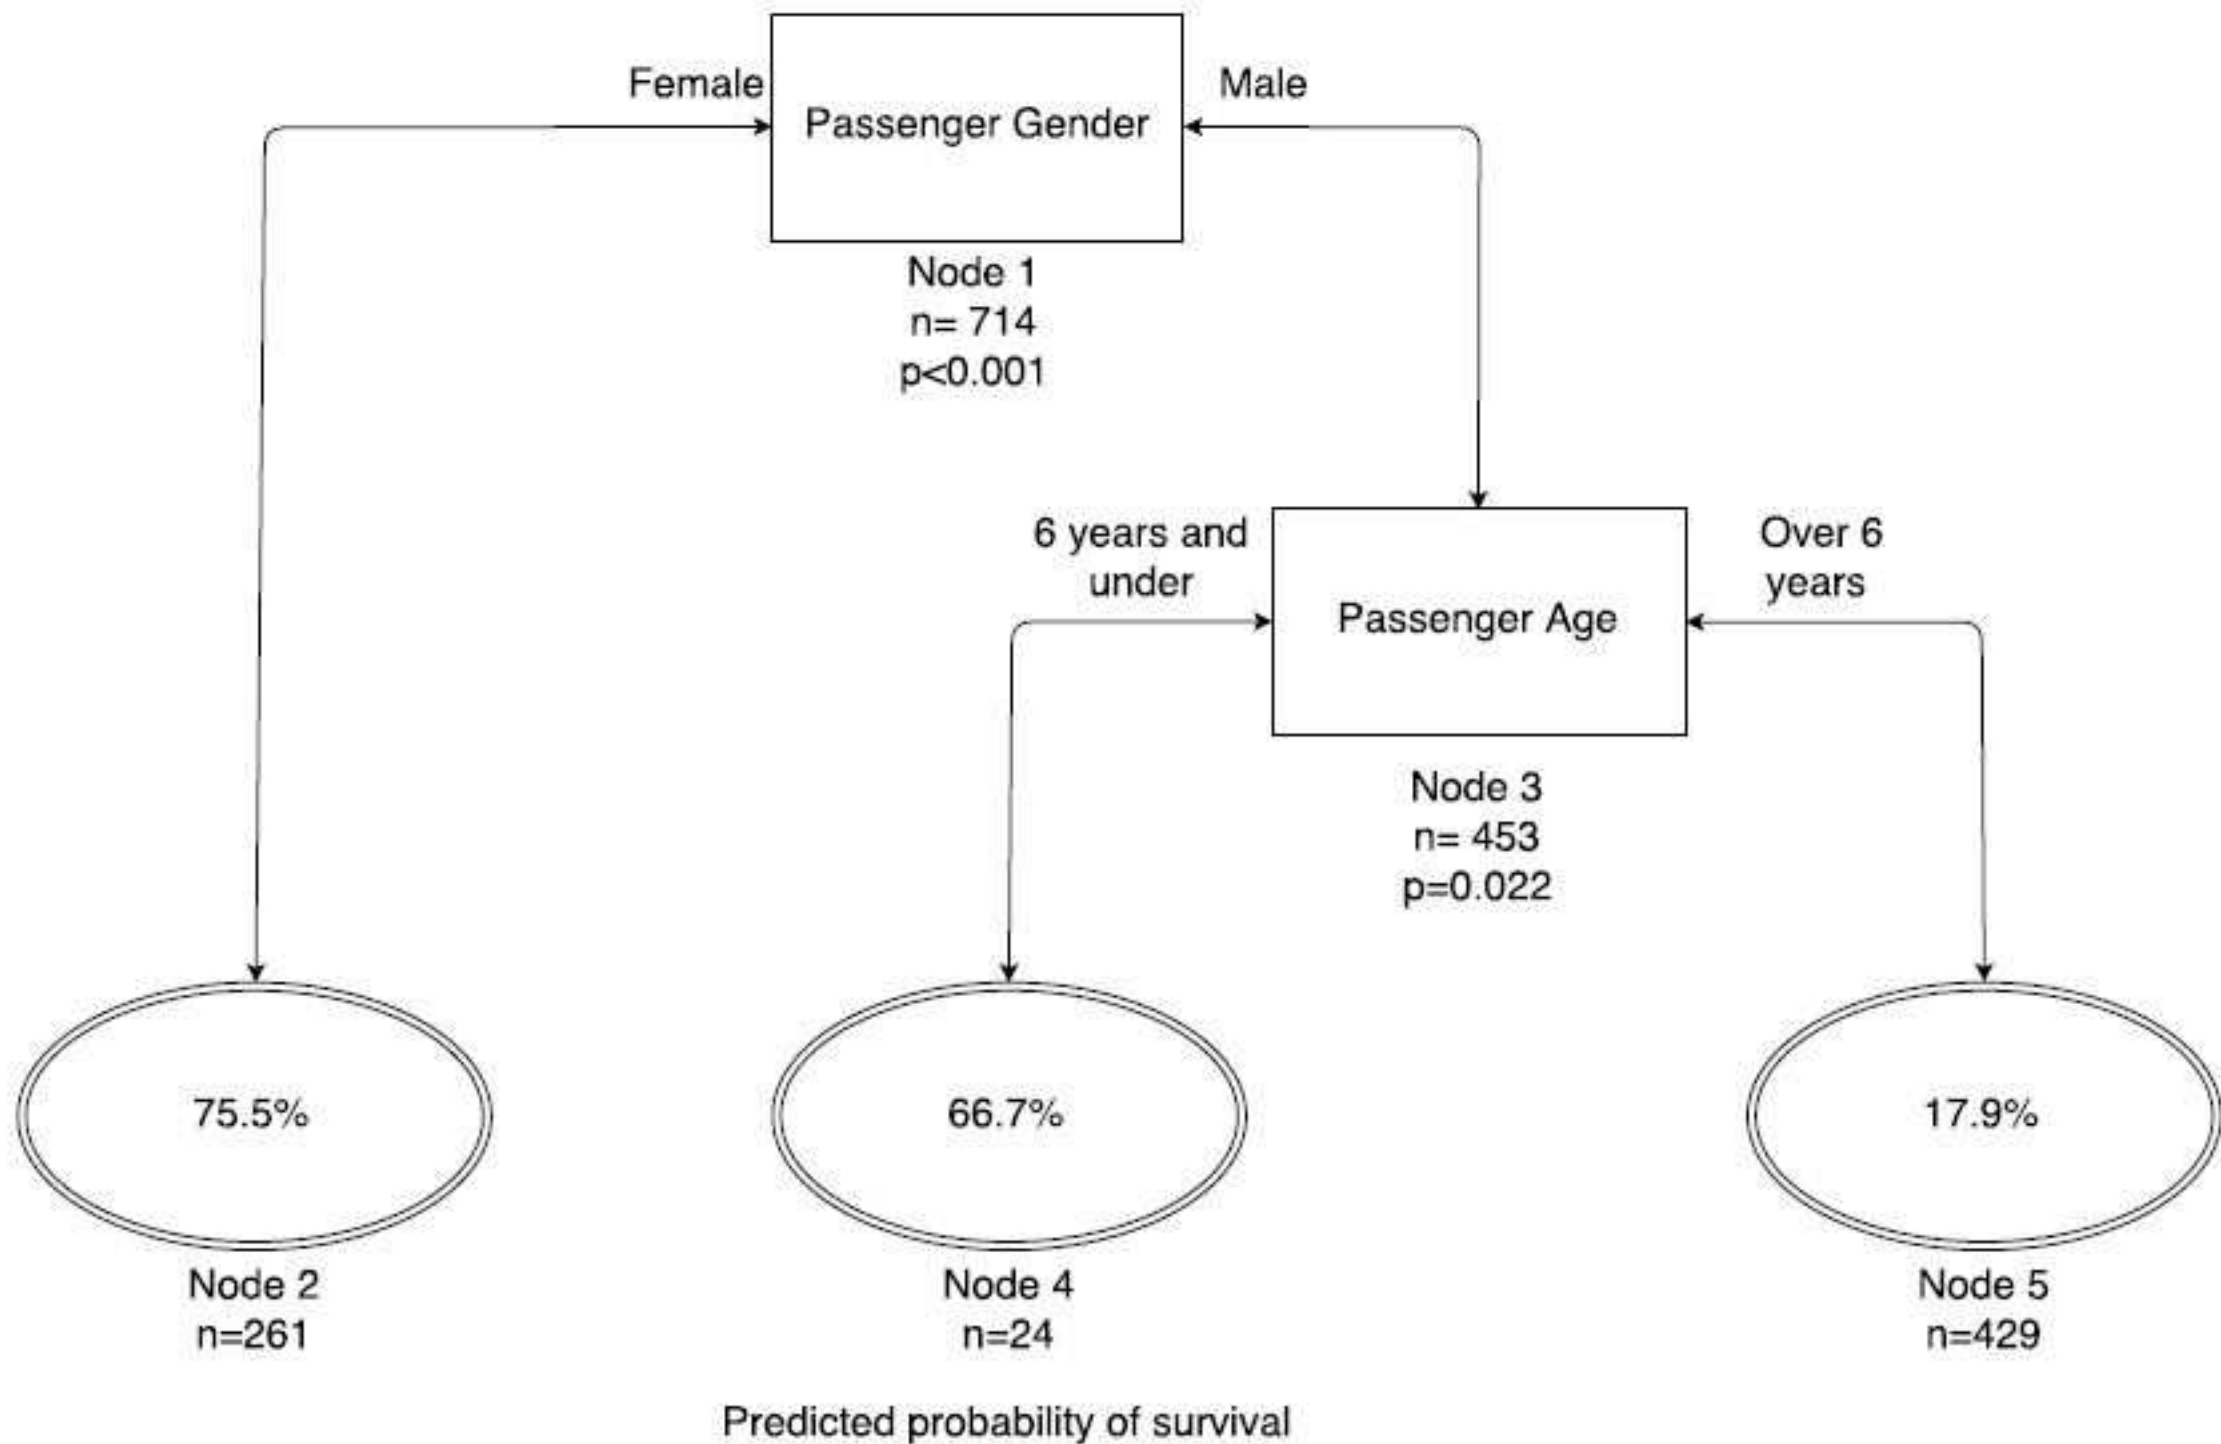 Female
Passenger Gender
Male
Node 1
n= 714
p<0.001
6 years and
under
Passenger Age
Over 6
years
Node 3
n= 453
p=0.022
75.5%
Node 2
n=261
66.7%
Node 4
n=24
17.9%
Node 5
n=429
Predicted probability of survival